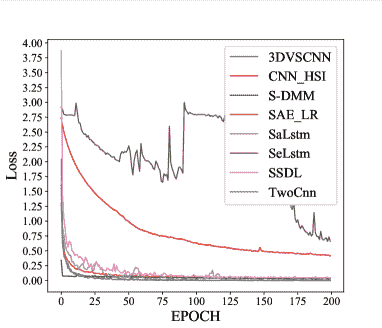 4.00
3.75
3.50
3.25
3.00
2.75
2.50
2.25
2.00
1.75
1.50
1.25
1.00
0.75
0.50
0.25
0.00
Loss
3DVSCNN
CNN_HSI
S-DMM
SAE_LR
SaLstm
SeLstm
SSDL
TwoCnn
0 25 50 75 100 125 150 175 200
EPOCH